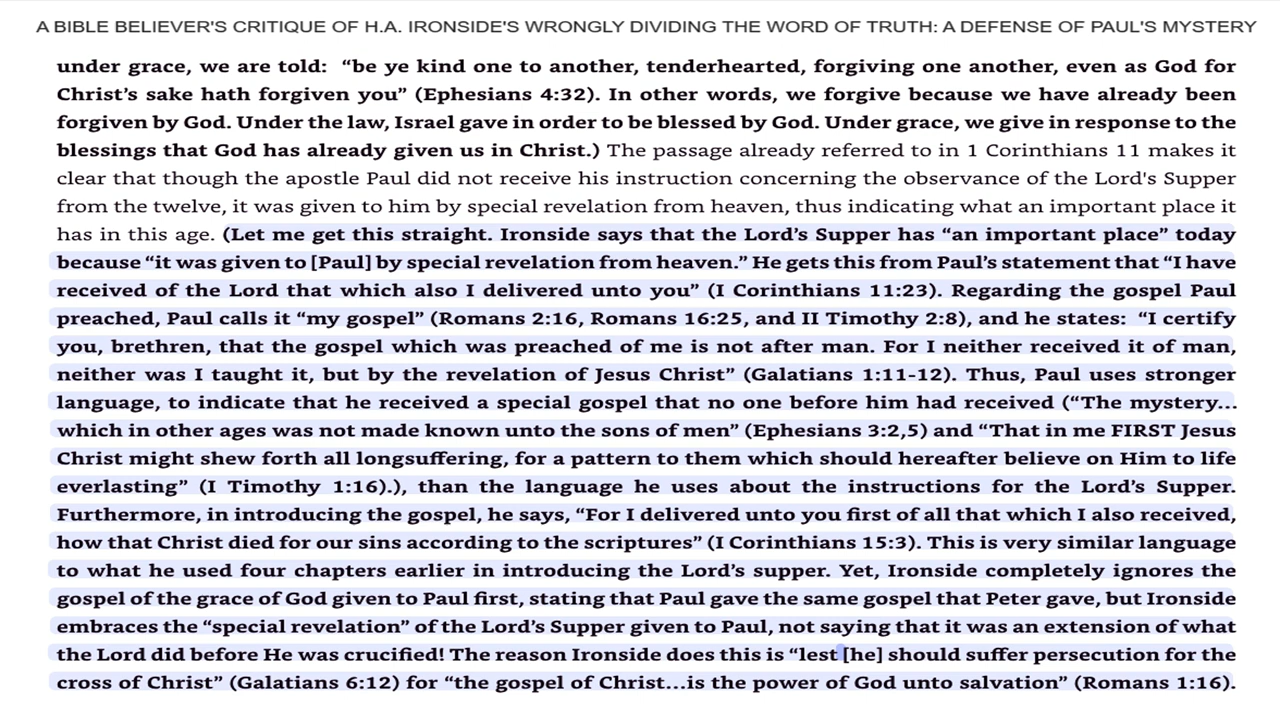 A BIBLE BELIEVER'S CRITIQUE OF H.A. IRONSIDE'S WRONGLY DIVIDING THE WORD OF TRUTH: A DEFENSE OF PAUL'S MYSTERY
under grace, we are told:  “be ye kind one to another, tenderhearted, forgiving one another, even as God for
Christ’s sake hath forgiven you” (Ephesians 4:32). In other words, we forgive because we have already been
forgiven by God. Under the law, Israel gave in order to be blessed by God. Under grace, we give in response to the
blessings that God has already given us in Christ.) The passage already referred to in 1 Corinthians 11 makes it
clear that though the apostle Paul did not receive his instruction concerning the observance of the Lord's Supper
from the twelve, it was given to him by special revelation from heaven, thus indicating what an important place it
has in this age. (Let me get this straight. Ironside says that the Lord’s Supper has “an important place” today
because “it was given to [Paul] by special revelation from heaven.” He gets this from Paul’s statement that “I have
received of the Lord that which also I delivered unto you” (I Corinthians 11:23). Regarding the gospel Paul
preached, Paul calls it “my gospel” (Romans 2:16, Romans 16:25, and II Timothy 2:8), and he states:  “I certify
you, brethren, that the gospel which was preached of me is not after man. For I neither received it of man,
neither was I taught it, but by the revelation of Jesus Christ” (Galatians 1:11-12). Thus, Paul uses stronger
language, to indicate that he received a special gospel that no one before him had received (“The mystery…
which in other ages was not made known unto the sons of men” (Ephesians 3:2,5) and “That in me FIRST Jesus
Christ might shew forth all longsuffering, for a pattern to them which should hereafter believe on Him to life
everlasting” (I Timothy 1:16).), than the language he uses about the instructions for the Lord’s Supper.
Furthermore, in introducing the gospel, he says, “For I delivered unto you first of all that which I also received,
how that Christ died for our sins according to the scriptures” (I Corinthians 15:3). This is very similar language
to what he used four chapters earlier in introducing the Lord’s supper. Yet, Ironside completely ignores the
gospel of the grace of God given to Paul first, stating that Paul gave the same gospel that Peter gave, but Ironside
embraces the “special revelation” of the Lord’s Supper given to Paul, not saying that it was an extension of what
the Lord did before He was crucified! The reason Ironside does this is “lest [he] should suffer persecution for the
cross of Christ” (Galatians 6:12) for “the gospel of Christ…is the power of God unto salvation” (Romans 1:16).